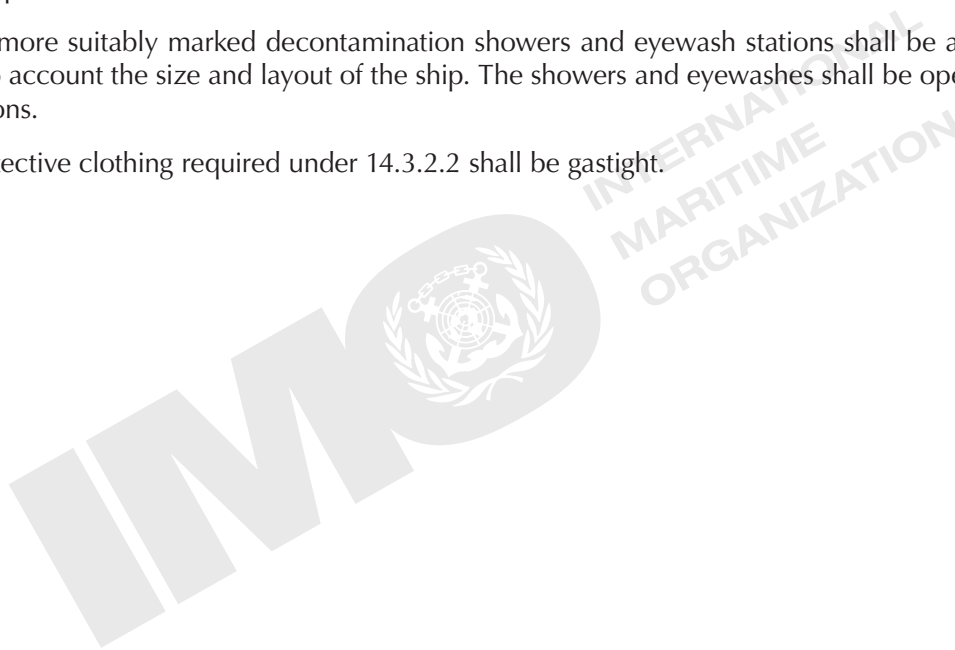 more suitably marked decontamination showers and eyewash stations shall be a
account the size and layout of the ship. The showers and eyewashes shall be ope
ons.
ective clothing required under 14.3.2.2 shall be gastight.
INTERNATIONAL
MARITIME
ORGANIZATION
IMO